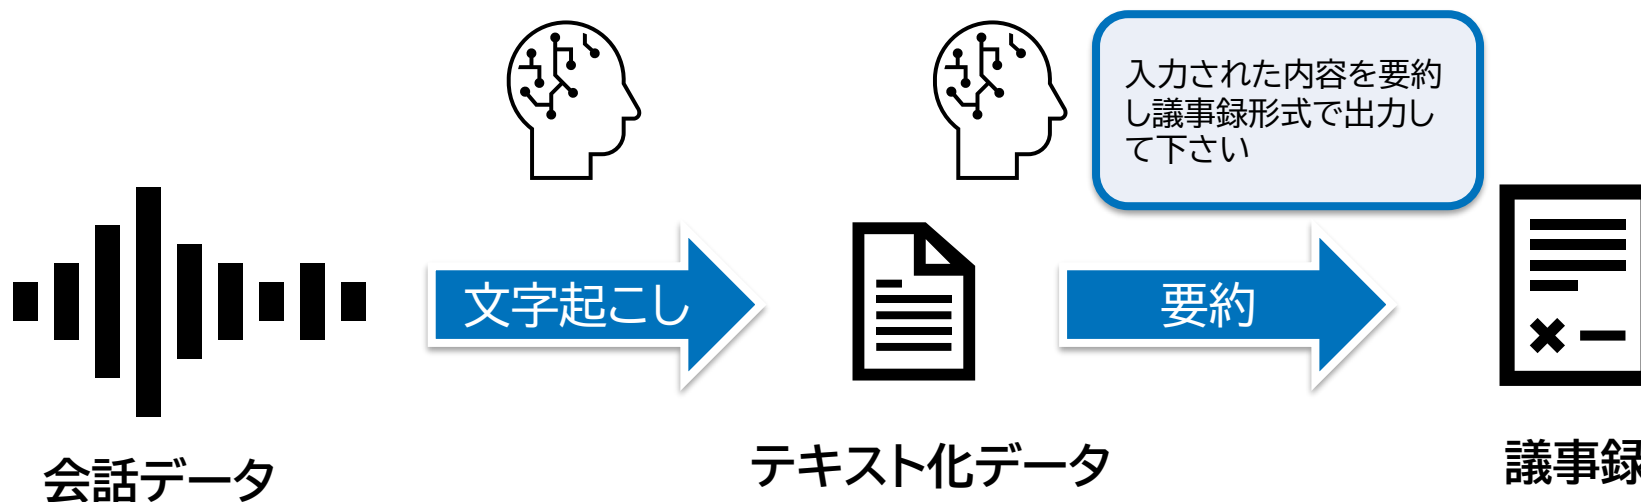 入力された内容を要約
し議事録形式で出力し
て下さい
文字起こし
要約
会話データ
テキスト化データ
議事録